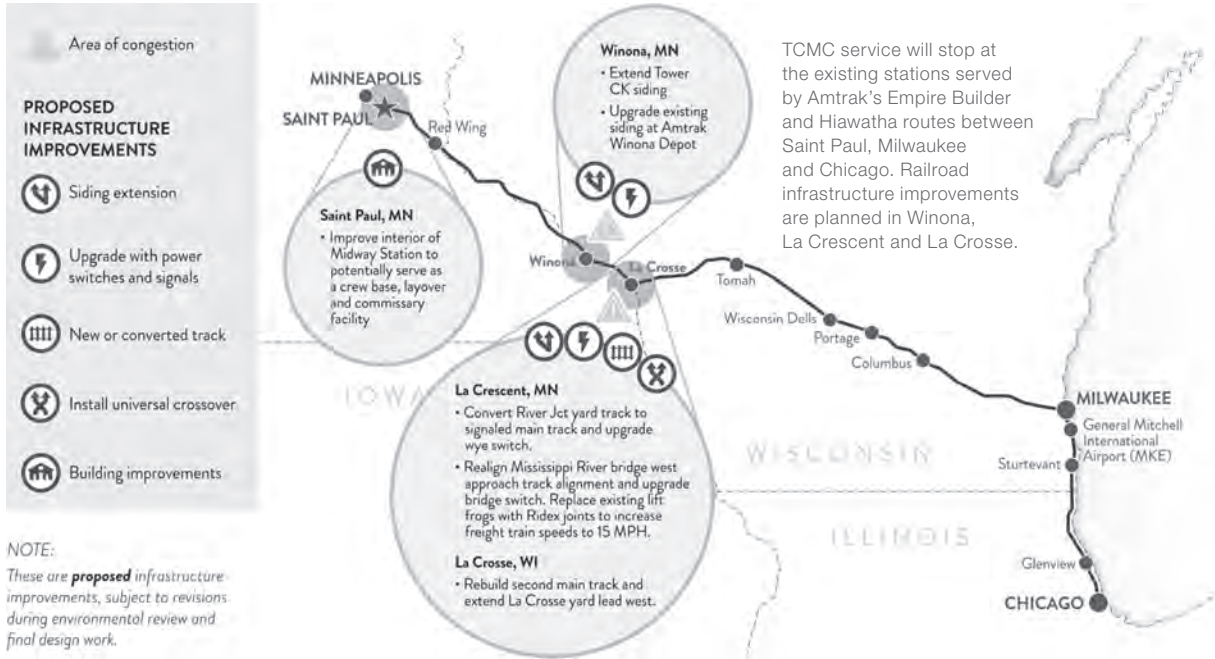 Area of congestion
PROPOSED
INFRASTRUCTURE
IMPROVEMENTS
Siding extension
Upgrade with power
switches and signals
New or converted track
Install universal crossover
Building improvements
NOTE:
These are proposed infrastructure
improvements, subject to revisions
during environmental review and
final design work.
MINNEAPOLIS
SAINT PAUL
Red Wing
Saint Paul, MN
• Improve interior of
Midway Station to
potentially serve as
a crew base, layover
and commissary
facility
Winona, MN
• Extend Tower
CK siding
• Upgrade existing
siding at Amtrak
Winona Depot
TCMC service will stop at
the existing stations served
by Amtrak's Empire Builder
and Hiawatha routes between
Saint Paul, Milwaukee
and Chicago. Railroad
infrastructure improvements
are planned in Winona,
La Crescent and La Crosse.
Winona
La Crosse
Tomah
Wisconsin Dells
Portage
Columbus
IOWA
La Crescent, MN
• Convert River Jct yard track to
signaled main track and upgrade
wye switch.
• Realign Mississippi River bridge west
approach track alignment and upgrade
bridge switch. Replace existing lift
frogs with Ridex joints to increase
freight train speeds to 15 MPH.
La Crosse, WI
• Rebuild second main track and
extend La Crosse yard lead west.
MILWAUKEE
General Mitchell
International
Airport (MKE)
WISCONSIN
Sturtevant
ILLINOIS
Glenview
CHICAGO